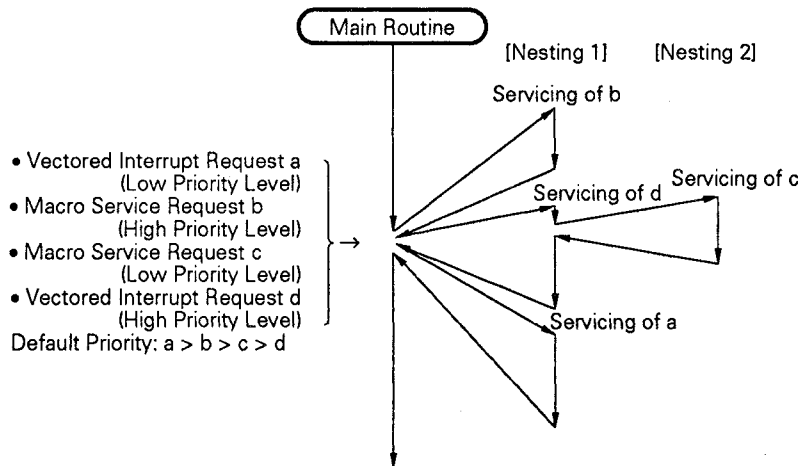 Main Routine
[Nesting 1]
[Nesting 2]
Servicing of b
• Vectored Interrupt Request a
(Low Priority Level)
• Macro Service Request b
(High Priority Level)
• Macro Service Request c
(Low Priority Level)
• Vectored Interrupt Request d
(High Priority Level)
Default Priority: a > b > c > d
Servicing of d
Servicing of c
Servicing of a